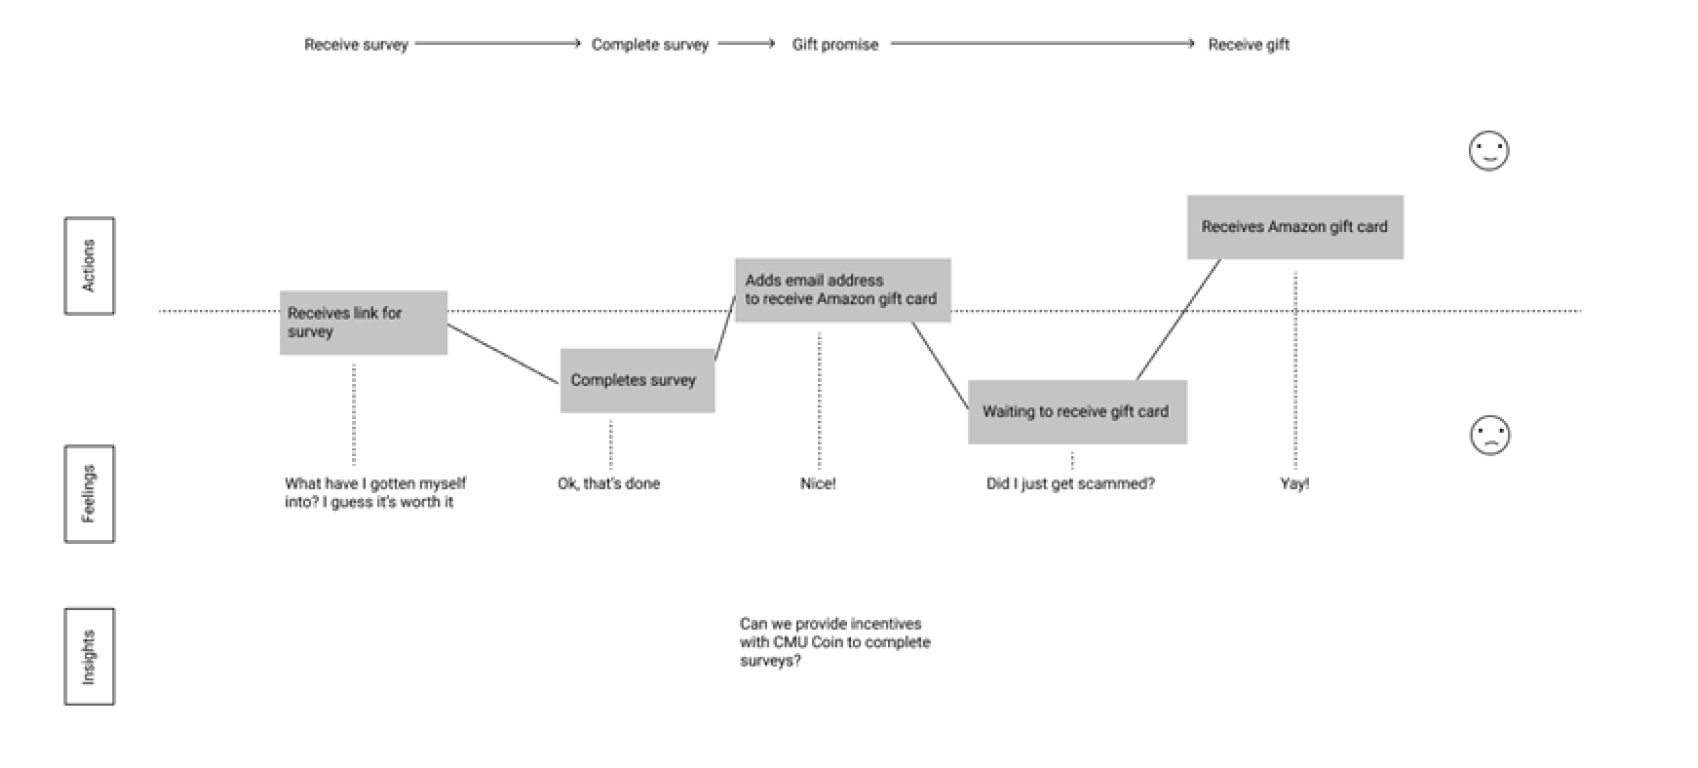 Receive survey
Complete survey
Gift promise
Receive gift
Actions
Receives Amazon gift card
Adds email address
to receive Amazon gift card
Receives link for
survey
Completes survey
Waiting to receive gift card
Feelings
What have I gotten myself
into? I guess it's worth it
Ok, that's done
Nice!
Did I just get scammed?
Yay!
Insights
Can we provide incentives
with CMU Coin to complete
surveys?